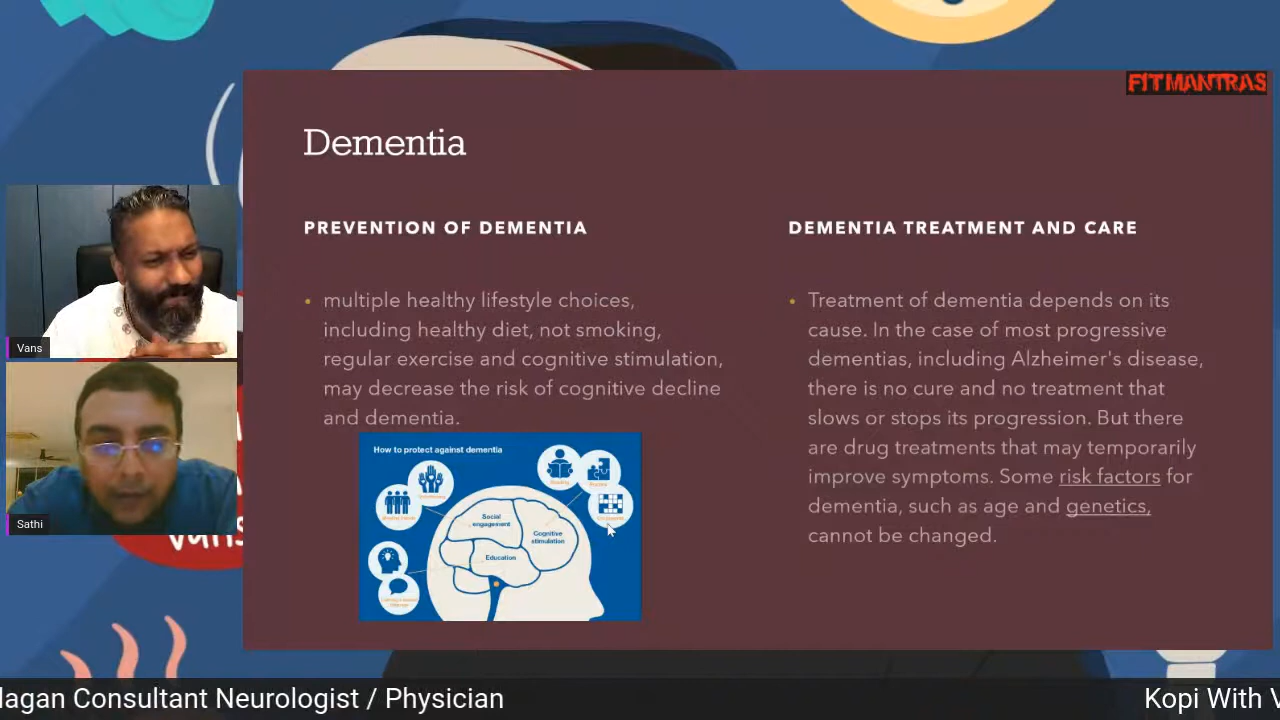 FITMANTRAS
Dementia
PREVENTION OF DEMENTIA
• multiple healthy lifestyle choices,
including healthy diet, not smoking,
regular exercise and cognitive stimulation,
may decrease the risk of cognitive decline
and dementia.
How to protect against dementia
Social
engagement
Cognitive
stimulation
Education
DEMENTIA TREATMENT AND CARE
• Treatment of dementia depends on its
cause. In the case of most progressive
dementias, including Alzheimer's disease,
there is no cure and no treatment that
slows or stops its progression. But there
are drug treatments that may temporarily
improve symptoms. Some risk factors for
dementia, such as age and genetics,
cannot be changed.
Vans
Sathi
vans
lagan Consultant Neurologist / Physician
Kopi With V